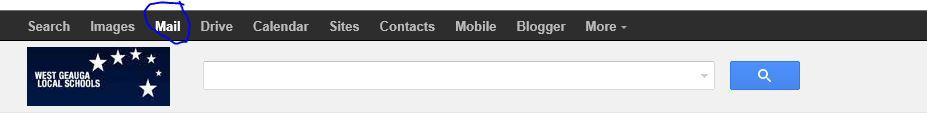 Search Images Mail Drive Calendar Sites Contacts Mobile Blogger More
WEST GEAUGA
LOCAL SCHOOLS